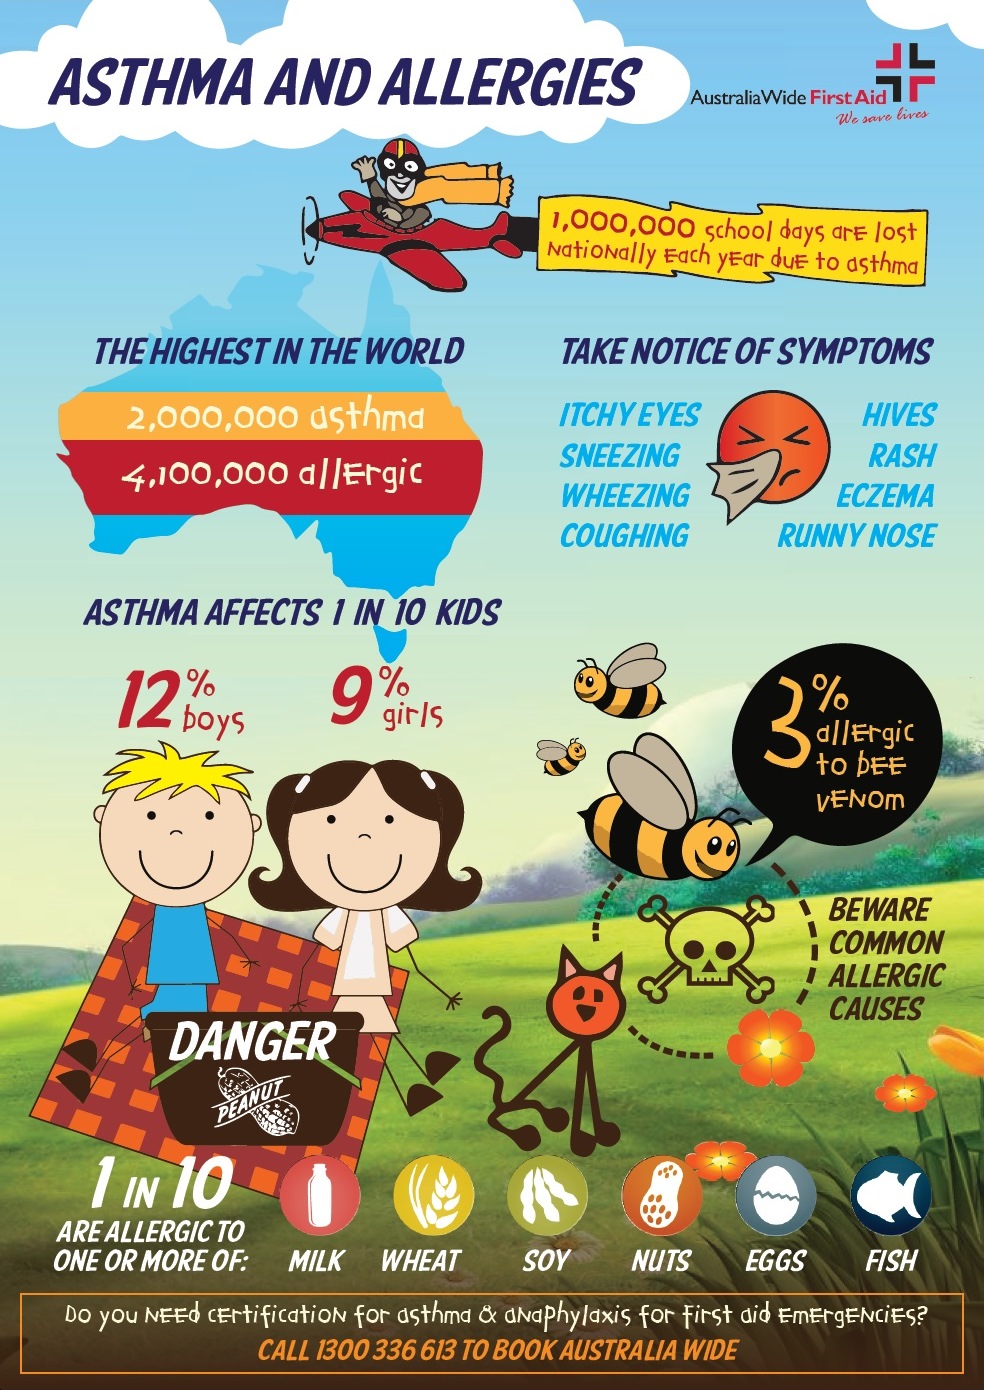 ASTHMA AND ALLERGIES
AustraliaWide First Aid
We save lives
1,000,000 school days are lost
nationally each year due to asthma
THE HIGHEST IN THE WORLD
2,000,000 asthma
4,100,000 allergic
TAKE NOTICE OF SYMPTOMS
ITCHY EYES
SNEEZING
WHEEZING
COUGHING
HIVES
RASH
ECZEMA
RUNNY NOSE
ASTHMA AFFECTS 1 IN 10 KIDS
12% boys
9% girls
3%
allergic
to bee
venom
BEWARE
COMMON
ALLERGIC
CAUSES
DANGER
PEANUT
1 IN 10
ARE ALLERGIC TO
ONE OR MORE OF:
MILK WHEAT SOY NUTS EGGS FISH
Do you need certification for asthma & anaphylaxis for first aid emergencies?
CALL 1300 336 613 TO BOOK AUSTRALIA WIDE